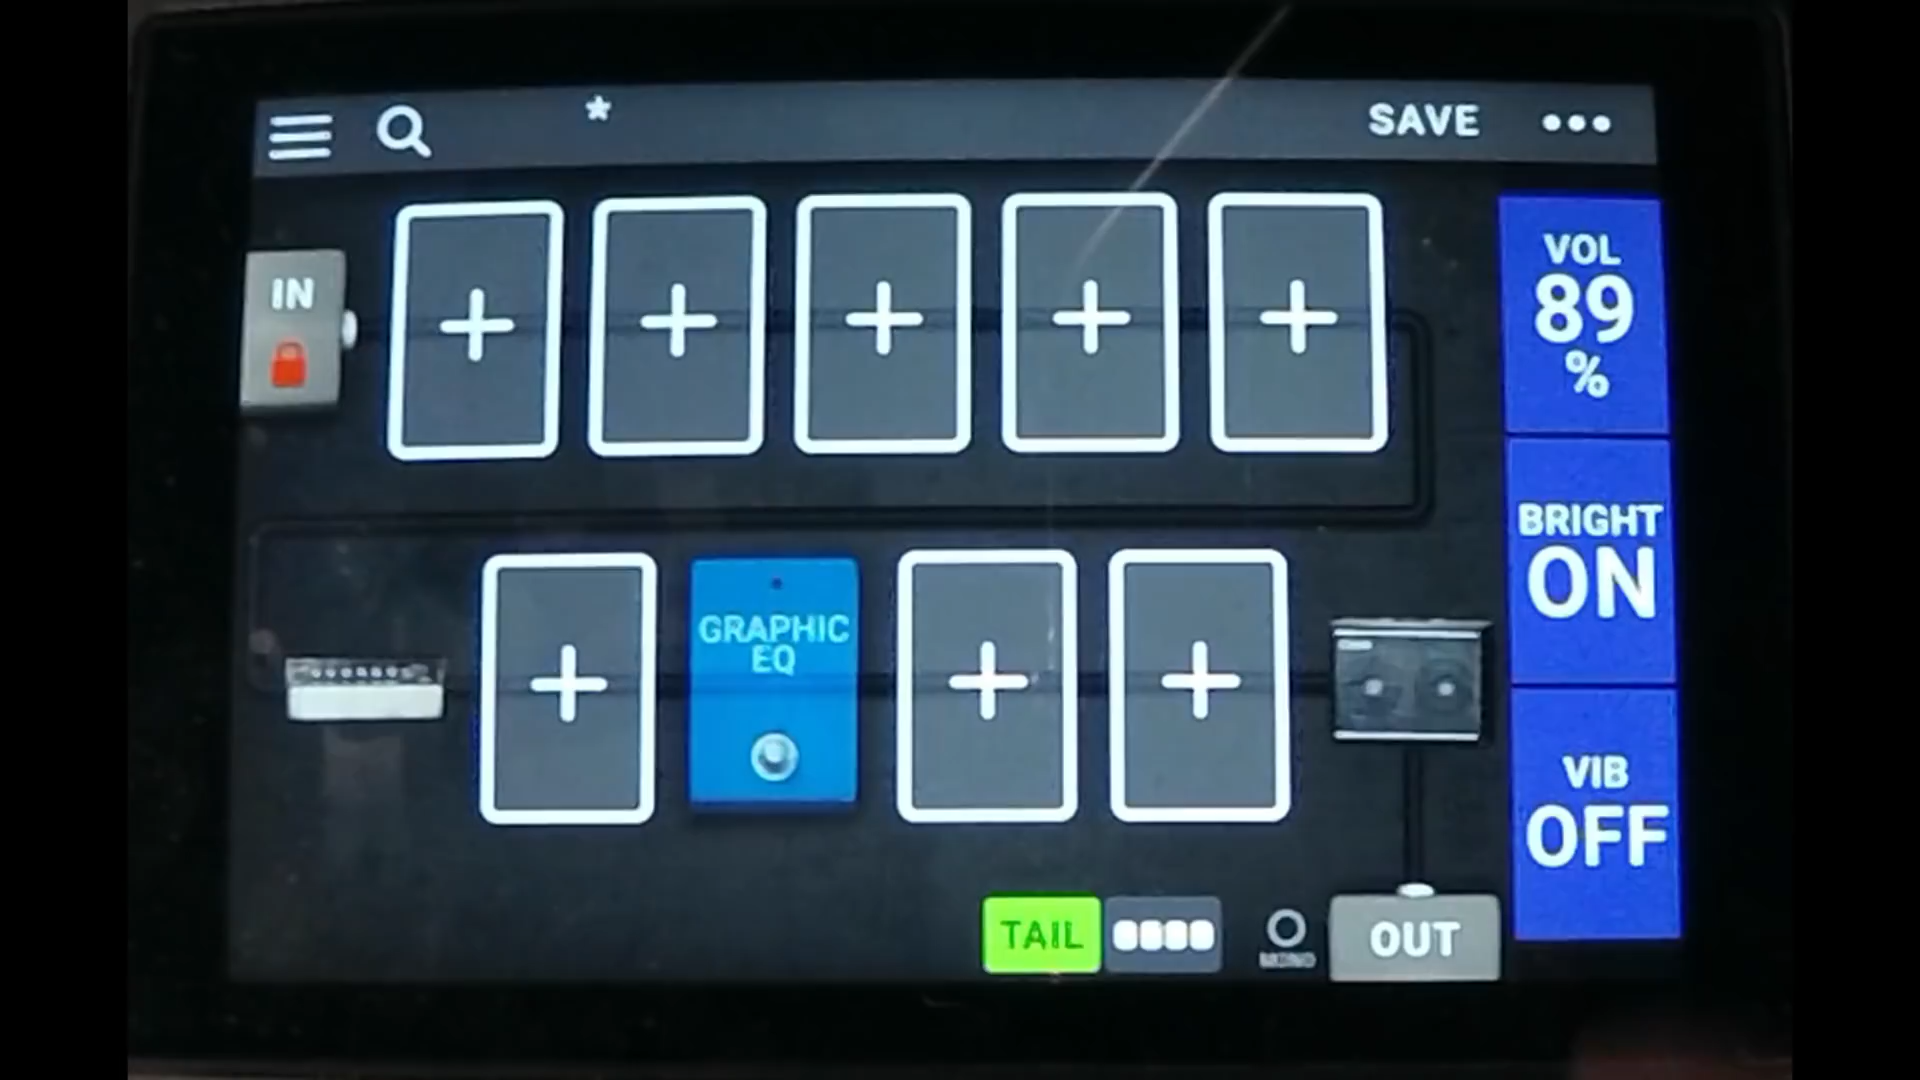 *
SAVE
IN
VOL
89
%
BRIGHT
ON
GRAPHIC
EQ
VIB
OFF
TAIL
MONO
OUT